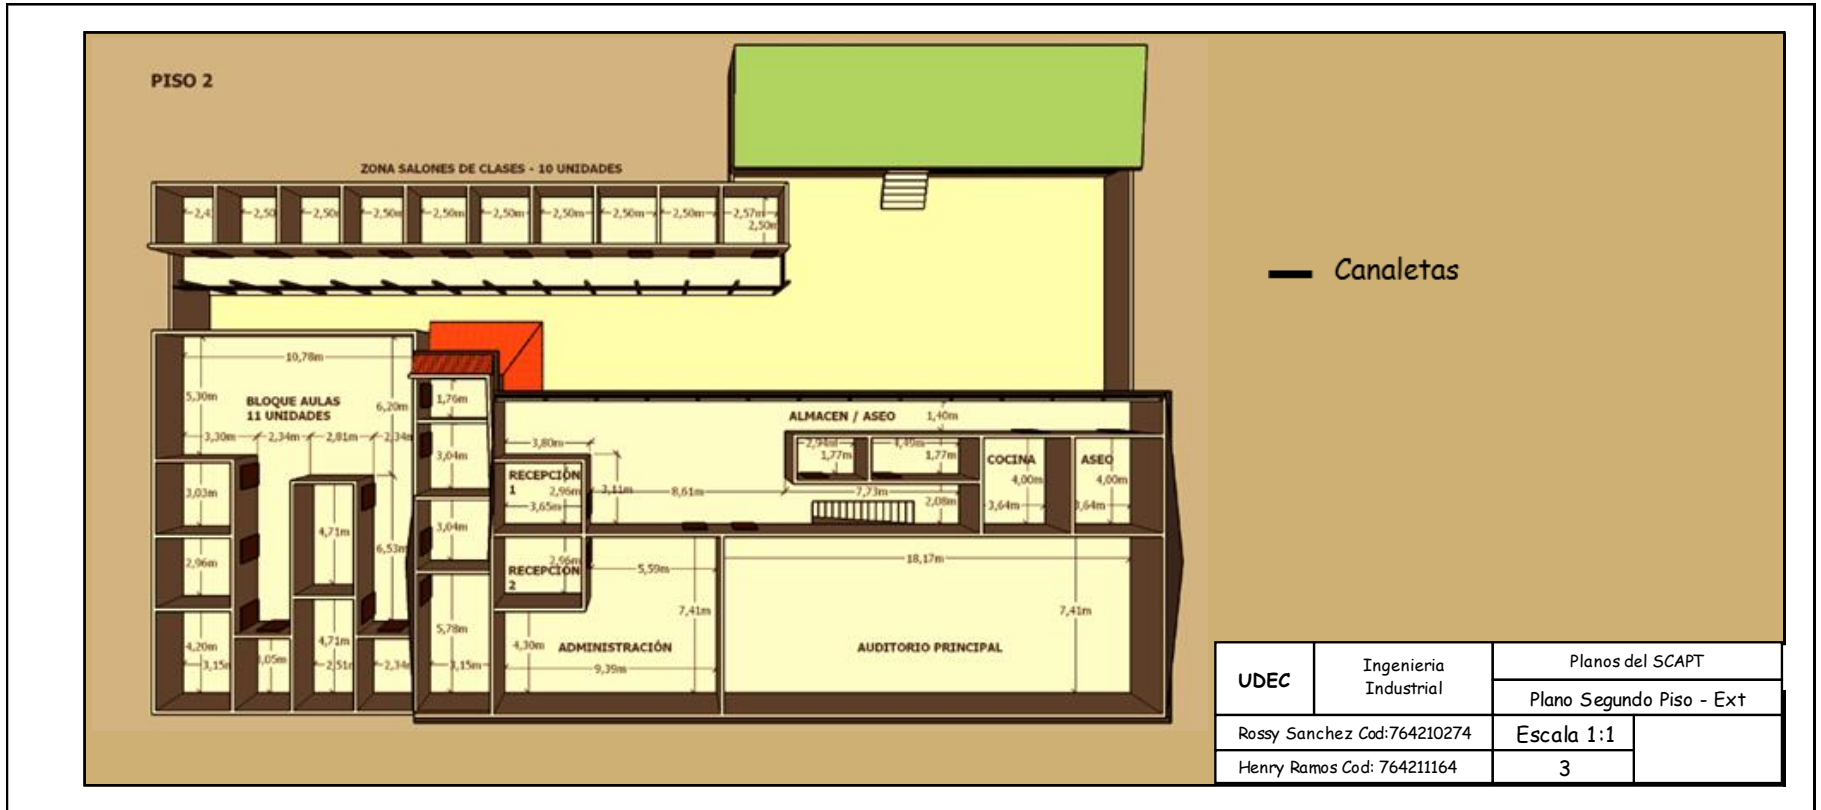 PISO 2
ZONA SALONES DE CLASES - 10 UNIDADES
2,50m 2,50m 2,50m 2,50m 2,50m 2,50m 2,57m
2,50m
Canaletas
10,78m
5,30m
BLOQUE AULAS
11 UNIDADES
6,20m
3,30m 2,34m 2,81m 2,34m
3,03m
4,71m
6,53m
2,96m
4,20m
3,15m
4,71m
2,51m
1,76m
3,04m
3,04m
5,78m
3,15m
ALMACEN / ASEO
1,40m
3,80m
2,94m
1,77m
4,49m
1,77m
COCINA
ASEO
RECEPCIÓN
1
2,96m
3,11m
8,61m
7,73m
4,00m
4,00m
3,65m
2,08m
3,64m
3,64m
2,96m
RECEPCIÓN
2
5,59m
18,17m
7,41m
7,41m
4,30m
ADMINISTRACIÓN
AUDITORIO PRINCIPAL
9,39m
UDEC
Ingenieria
Industrial
Planos del SCAPT
Plano Segundo Piso - Ext
Rossy Sanchez Cod:764210274
Escala 1:1
Henry Ramos Cod: 764211164
3